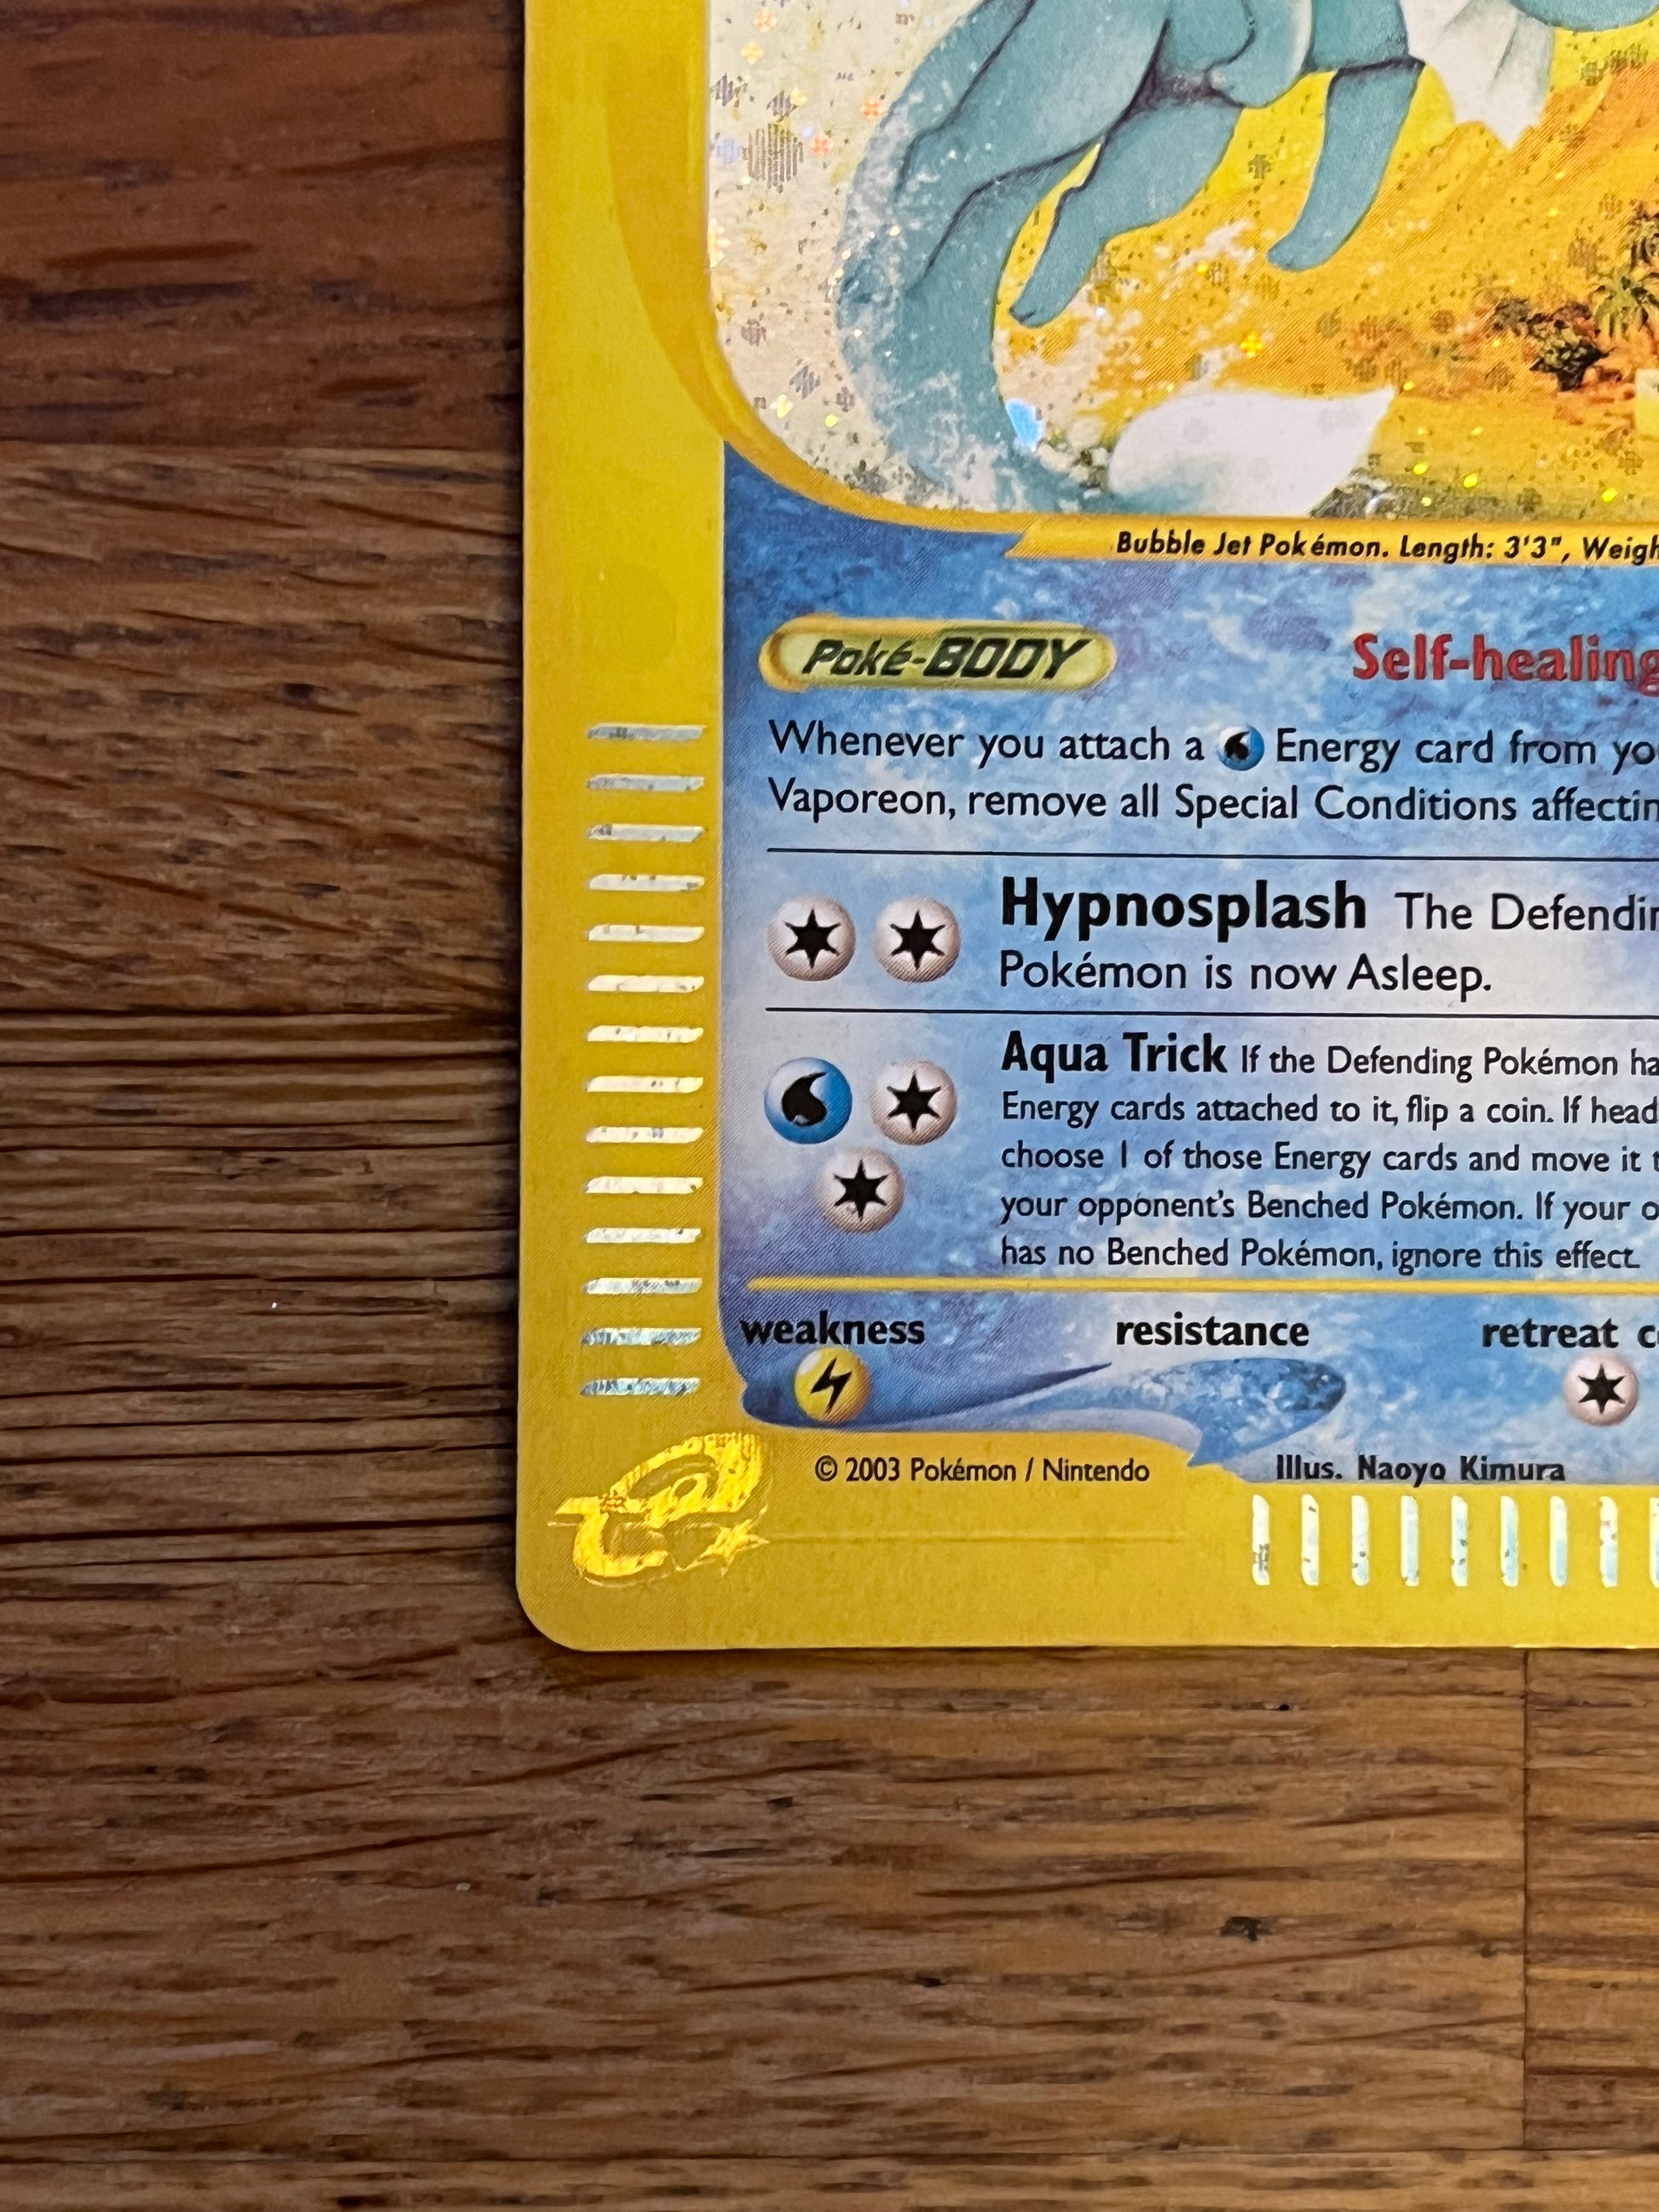 Bubble Jet Pokémon. Length: 3'3", Weigh
Poké-BODY Self-healing
Whenever you attach a Energy card from yo
Vaporeon, remove all Special Conditions affectin
Hypnosplash The Defendin
Pokémon is now Asleep.
Aqua Trick If the Defending Pokémon ha
Energy cards attached to it, flip a coin. If head
choose 1 of those Energy cards and move it t
your opponent's Benched Pokémon. If your o
has no Benched Pokémon, ignore this effect.
weakness resistance retreat c
© 2003 Pokémon / Nintendo Illus. Naoyo Kimura
e